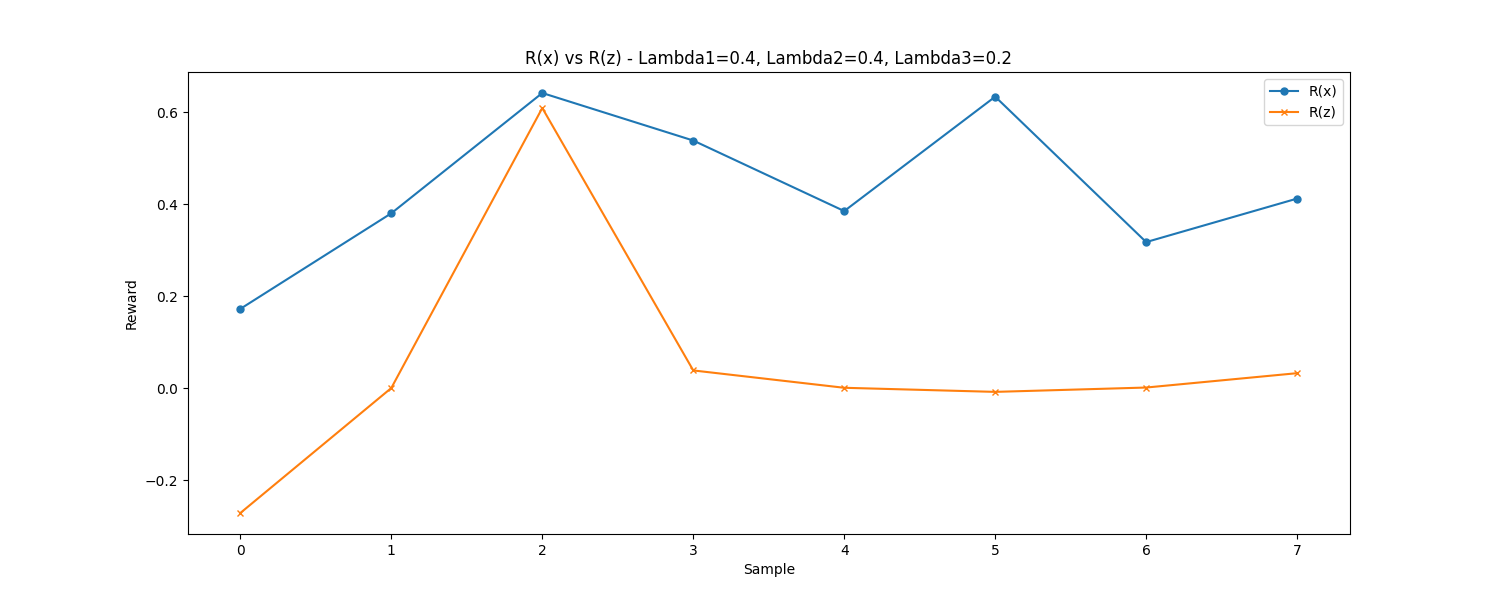 R(x) vs R(z) - Lambda1=0.4, Lambda2=0.4, Lambda3=0.2
R(x)
R(z)
0.6
0.4
0.2
0.0
−0.2
Reward
0 1 2 3 4 5 6 7
Sample